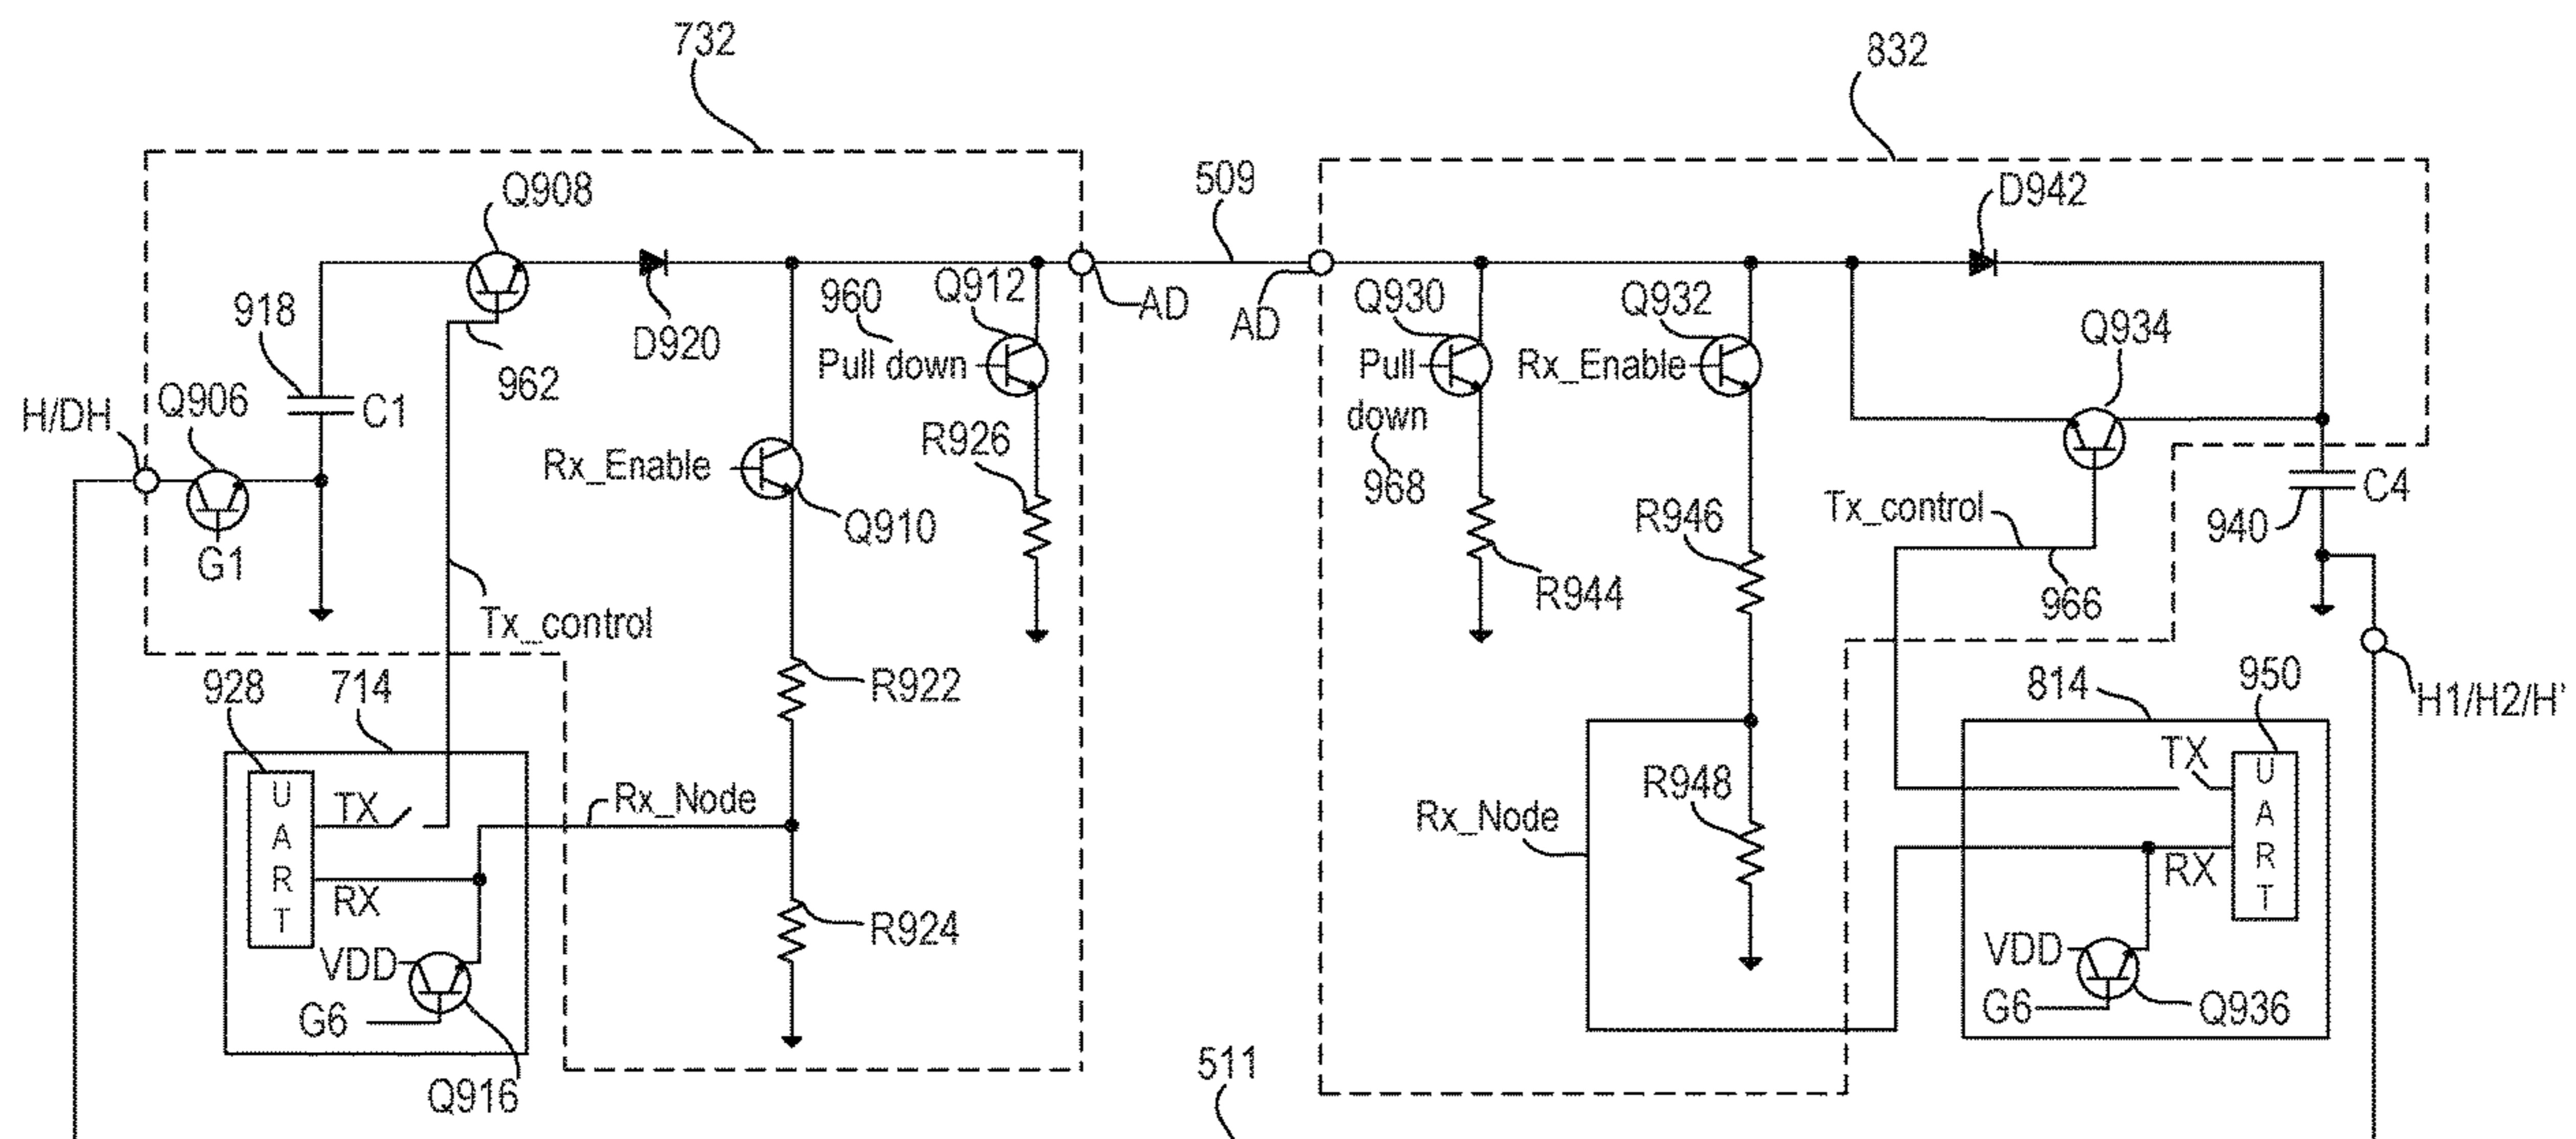 732
832
Q908
509
D942
918
960
Q912
AD
AD
Q930
Q932
Q934
D920
Pull down
Pull
down
968
Rx_Enable
962
H/DH
Q906
C1
R926
Rx_Enable
Q910
G1
Tx_control
R944
R946
Tx_control
966
940
C4
H1/H2/H'
928
714
R922
814
950
TX
UART
RX
Rx_Node
R924
VDD
G6
Q916
Rx_Node
R948
TX
UART
RX
VDD
G6
Q936
511